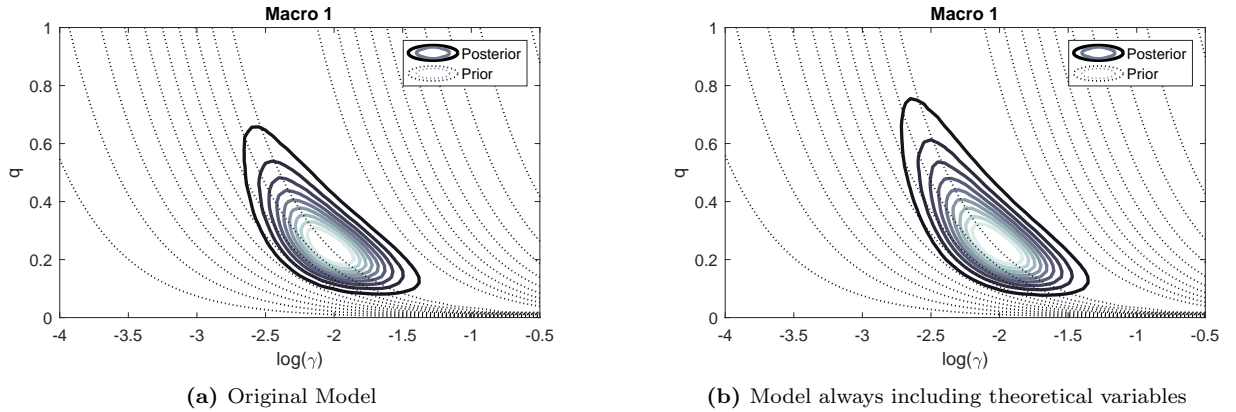 Macro 1
Posterior
Prior
1
0.8
0.6
0.4
0.2
0
q
-4 -3.5 -3 -2.5 -2 -1.5 -1 -0.5
log(γ)
(a) Original Model
Macro 1
Posterior
Prior
1
0.8
0.6
0.4
0.2
0
q
-4 -3.5 -3 -2.5 -2 -1.5 -1 -0.5
log(γ)
(b) Model always including theoretical variables